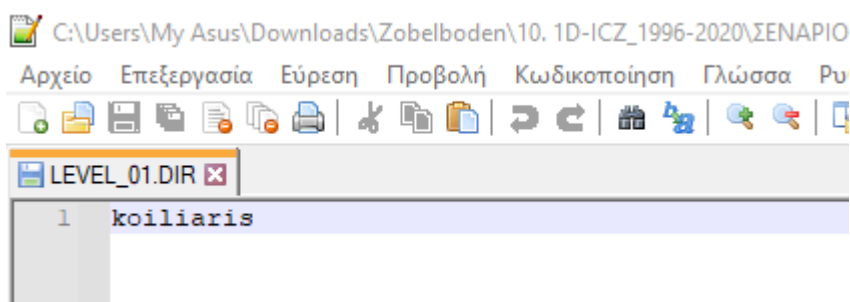 C:\Users\My Asus\Downloads\Zobelboden\10. 1D-ICZ_1996-2020\ΣΕΝΑΡΙΟ
Αρχείο Επεξεργασία Εύρεση Προβολή Κωδικοποίηση Γλώσσα Ρυ
LEVEL_01.DIR
1 koiliaris